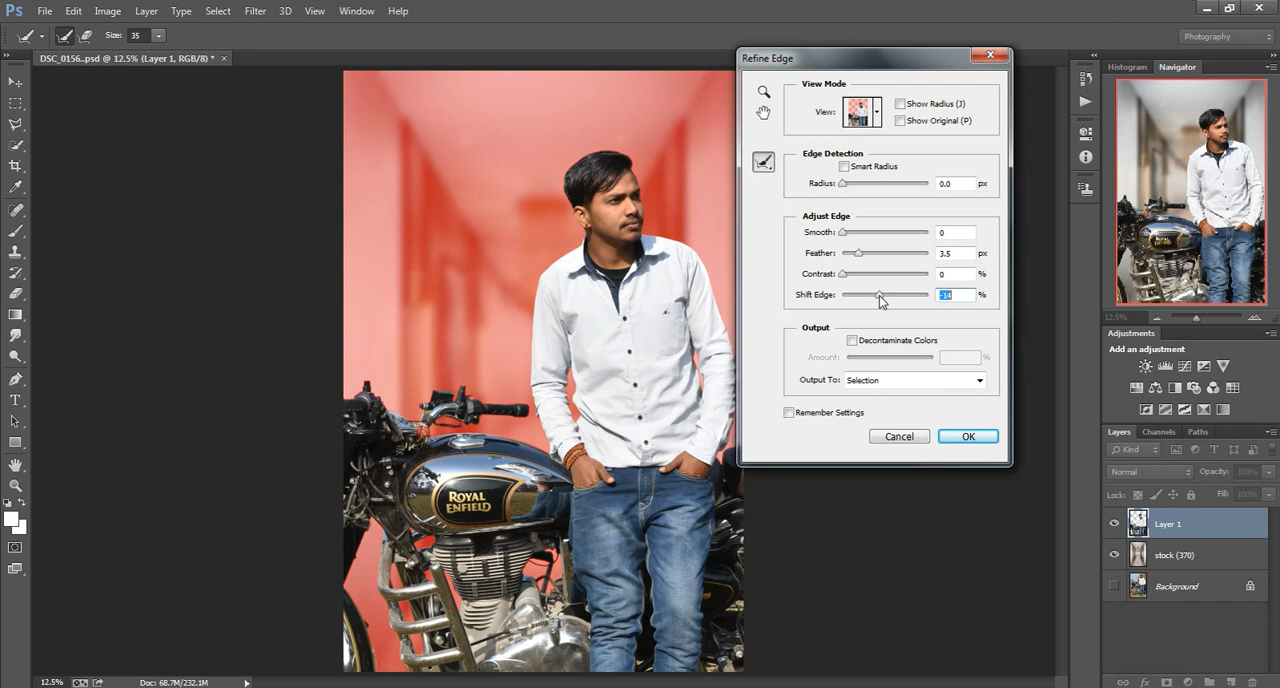 Ps File Edit Image Layer Type Select Filter 3D View Window Help
Size: 35
Photography
DSC_0156..psd @ 12.5% (Layer 1, RGB/8) * ×
Refine Edge
View Mode
View:
Show Radius (J)
Show Original (P)
Edge Detection
Smart Radius
Radius: 0.0 px
Adjust Edge
Smooth: 0
Feather: 3.5 px
Contrast: 0 %
Shift Edge: -14 %
Output
Decontaminate Colors
Amount: %
Output To: Selection
Remember Settings
Cancel OK
ROYAL
ENFIELD
Histogram Navigator
12.5%
Adjustments
Add an adjustment
Layers Channels Paths
Kind
Normal Opacity: 100%
Lock: Fill: 100%
Layer 1
stock (370)
Background
12.5% Doc: 68.7M/232.1M